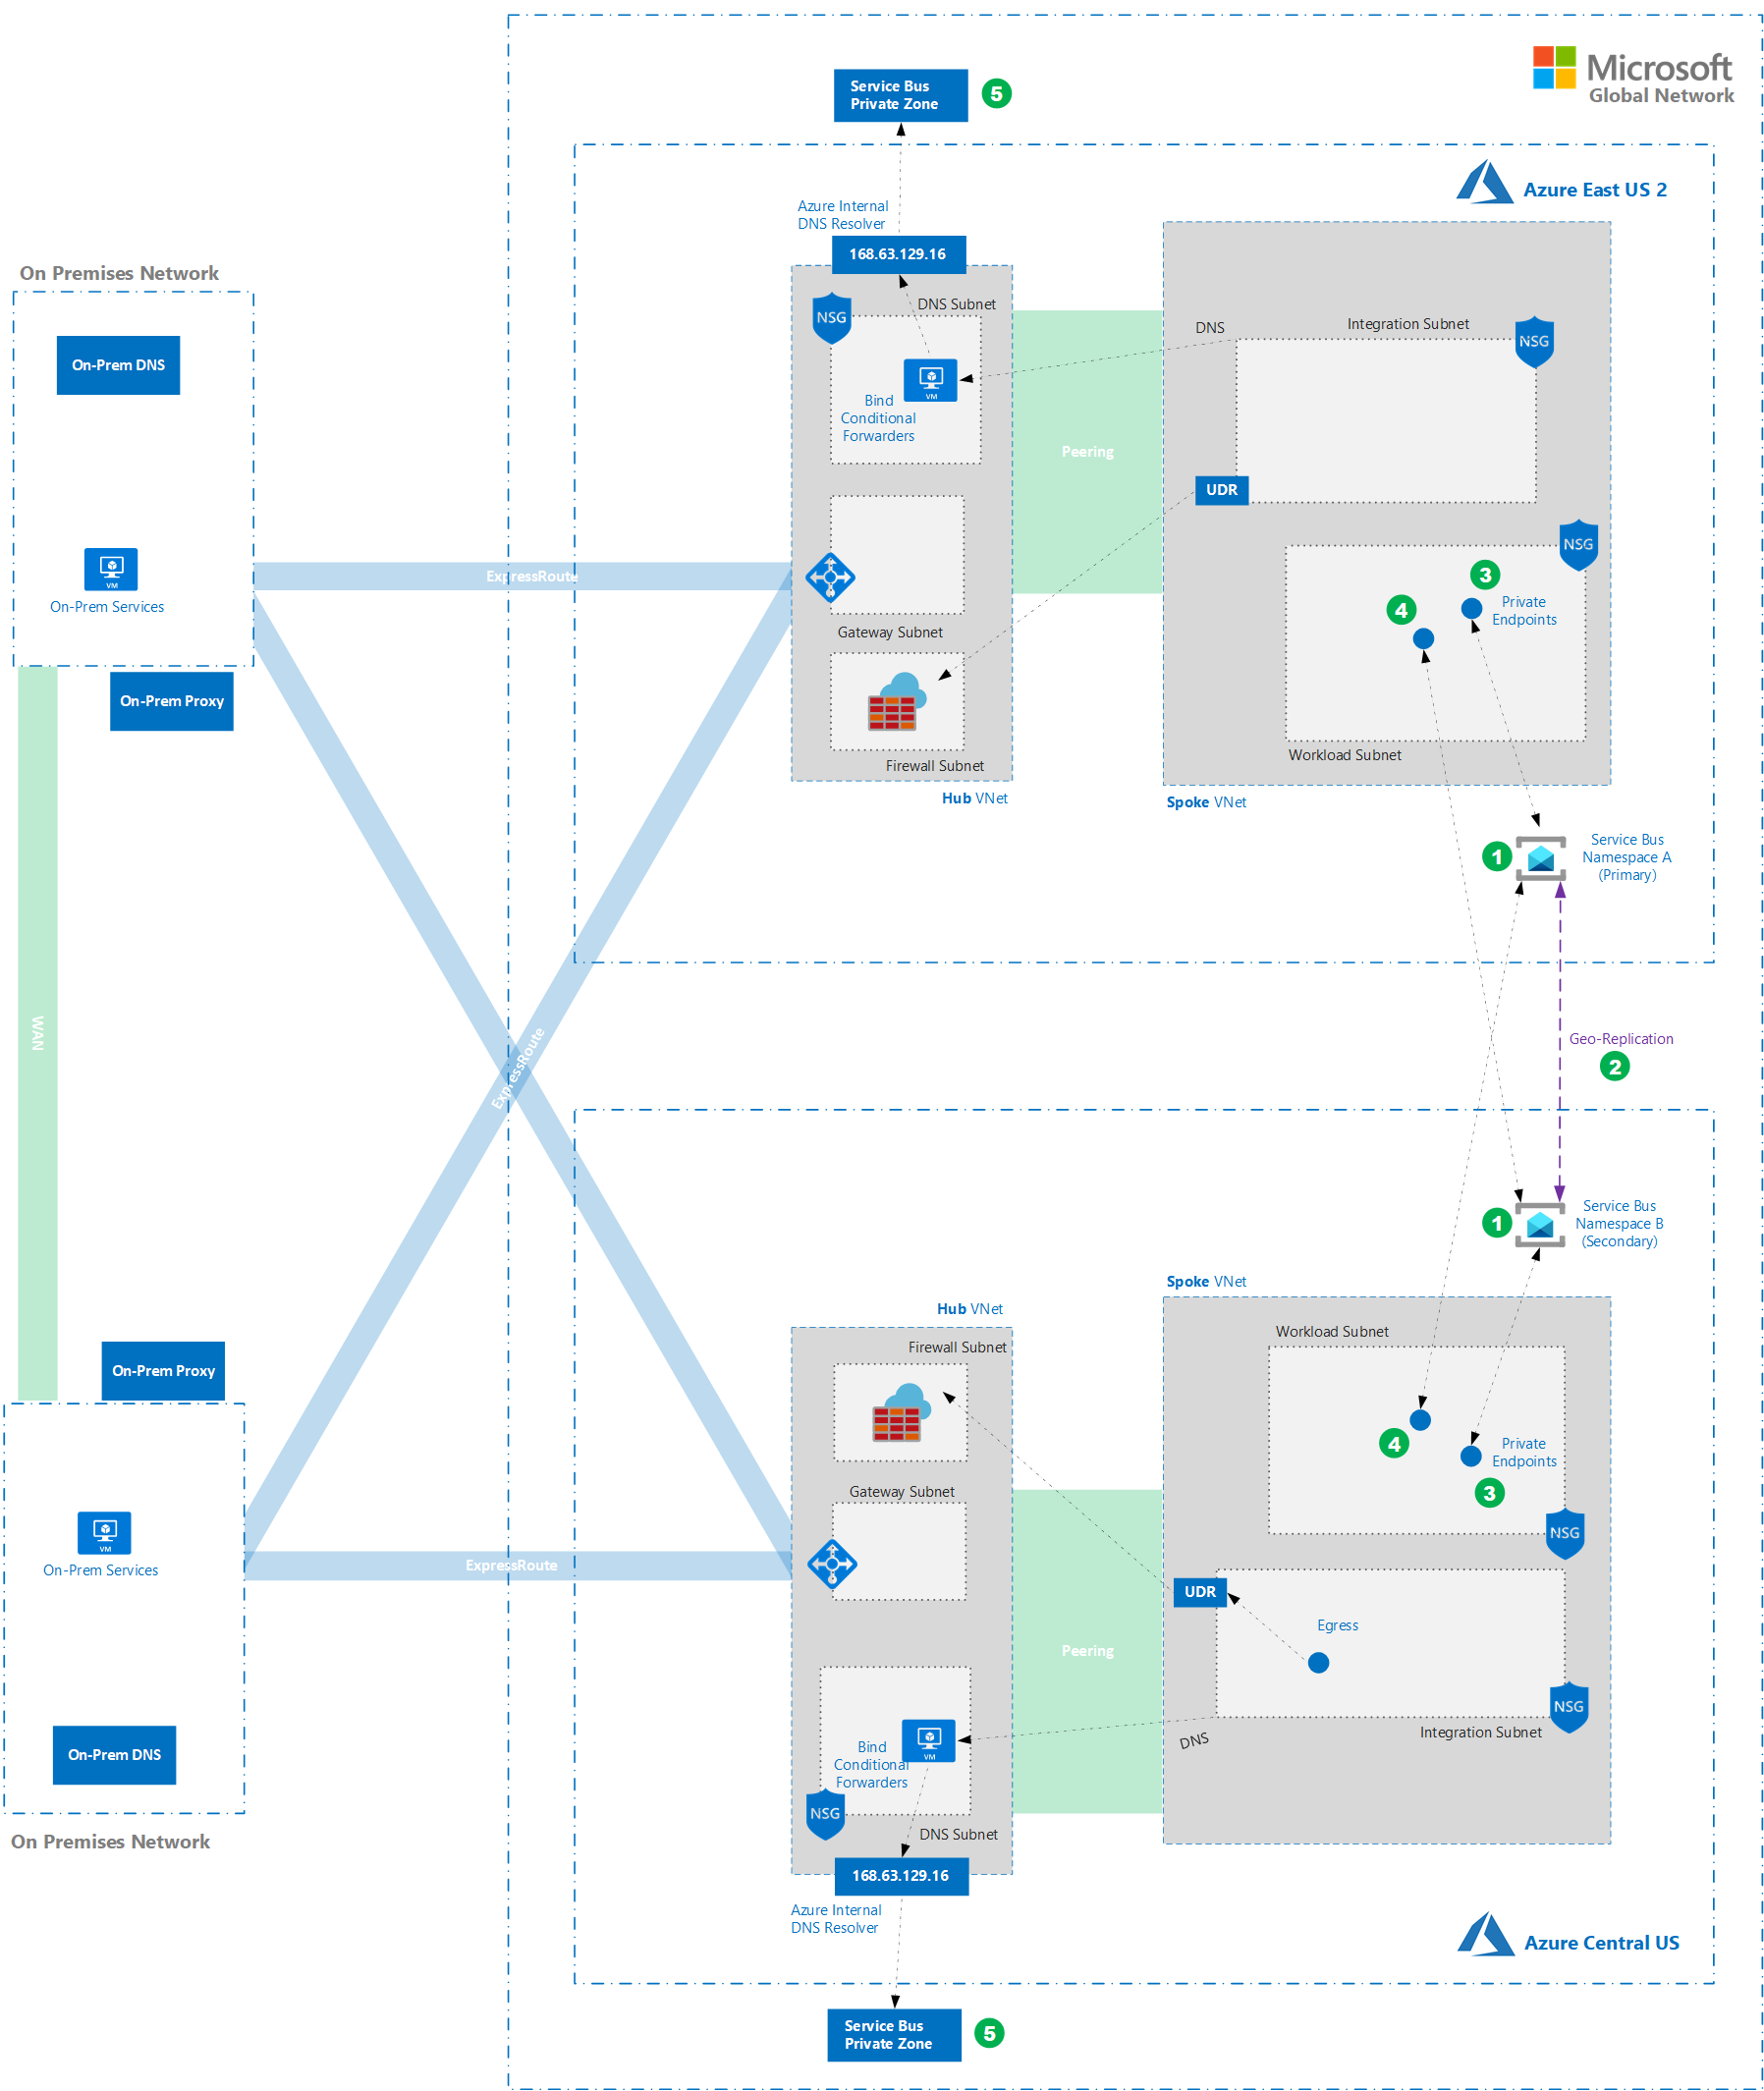 Microsoft
Global Network
Service Bus
Private Zone
5
Azure East US 2
Azure Internal
DNS Resolver
168.63.129.16
On Premises Network
On-Prem DNS
On-Prem Services
VM
On-Prem Proxy
NSG
DNS Subnet
VM
Bind
Conditional
Forwarders
Peering
DNS
Integration Subnet
NSG
UDR
ExpressRoute
Gateway Subnet
Firewall Subnet
Hub VNet
NSG
3
4
Private
Endpoints
Workload Subnet
Spoke VNet
1
Service Bus
Namespace A
(Primary)
WAN
ExpressRoute
Geo-Replication
2
1
Service Bus
Namespace B
(Secondary)
Spoke VNet
Hub VNet
Workload Subnet
Firewall Subnet
On-Prem Proxy
4
Private
Endpoints
3
NSG
Gateway Subnet
VM
On-Prem Services
ExpressRoute
UDR
Egress
Peering
NSG
Integration Subnet
DNS
VM
Bind
Conditional
Forwarders
NSG
DNS Subnet
On-Prem DNS
On Premises Network
168.63.129.16
Azure Internal
DNS Resolver
Azure Central US
Service Bus
Private Zone
5